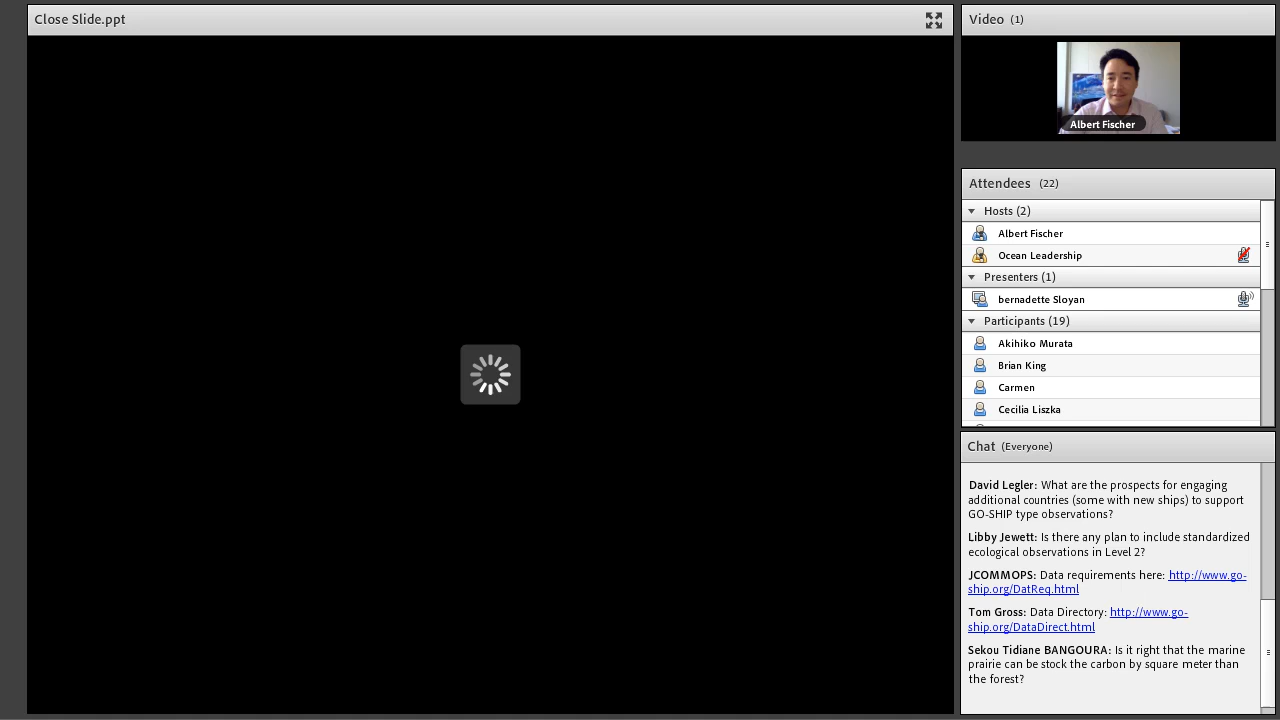 Close Slide.ppt
Video (1)
Albert Fischer
Attendees (22)
Hosts (2)
Albert Fischer
Ocean Leadership
Presenters (1)
bernadette Sloyan
Participants (19)
Akihiko Murata
Brian King
Carmen
Cecilia Liszka
Chat (Everyone)
David Legler: What are the prospects for engaging
additional countries (some with new ships) to support
GO-SHIP type observations?
Libby Jewett: Is there any plan to include standardized
ecological observations in Level 2?
JCOMMOPS: Data requirements here: http://www.go-
ship.org/DatReq.html
Tom Gross: Data Directory: http://www.go-
ship.org/DataDirect.html
Sekou Tidiane BANGOURA: Is it right that the marine
prairie can be stock the carbon by square meter than
the forest?